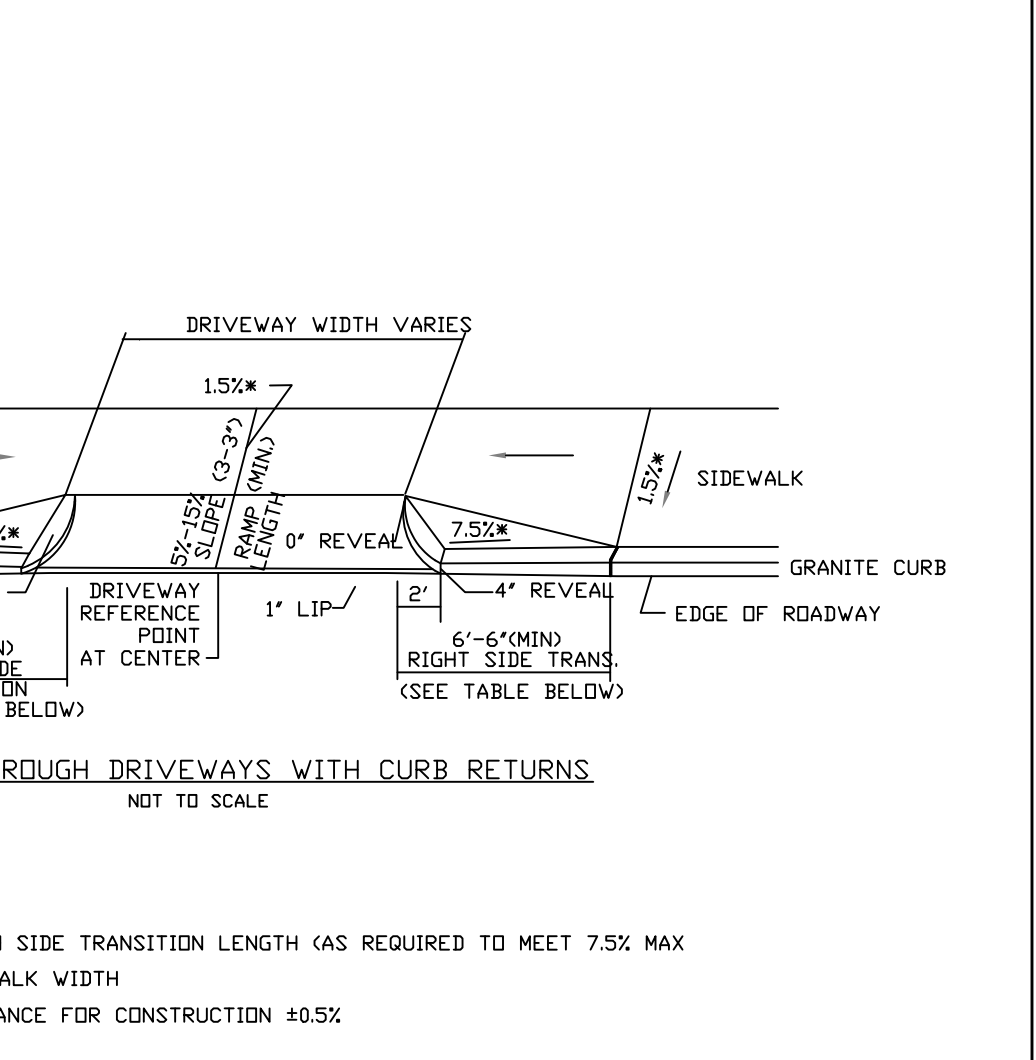 DRIVEWAY WIDTH VARIES
1.5%*
5%-15%
SLOPE (3-3")
RAMP (MIN.)
LENGTH
1.5%*
SIDEWALK
%*
7.5%*
0" REVEAL
GRANITE CURB
DRIVEWAY
REFERENCE
POINT
AT CENTER
1" LIP
2'
4" REVEAL
EDGE OF ROADWAY
6'-6"(MIN)
RIGHT SIDE TRANS.
(SEE TABLE BELOW)
N)
DE
ON
BELOW)
ROUGH DRIVEWAYS WITH CURB RETURNS
NOT TO SCALE
SIDE TRANSITION LENGTH (AS REQUIRED TO MEET 7.5% MAX
ALK WIDTH
ANCE FOR CONSTRUCTION ±0.5%